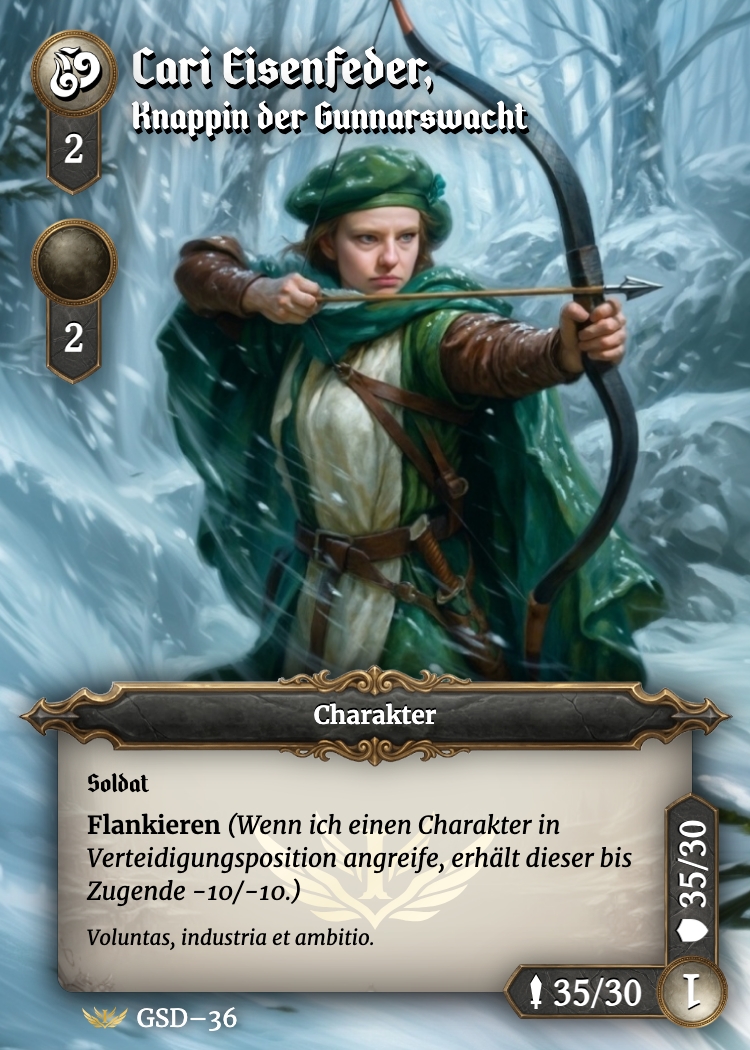 Cari Eisenfeder,
Knappin der Gunnarswacht
2
2
Charakter
Soldat
Flankieren (Wenn ich einen Charakter in
Verteidigungsposition angreife, erhält dieser bis
Zugende -10/-10.)
Voluntas, industria et ambitio.
35/30
35/30
1
GSD–36